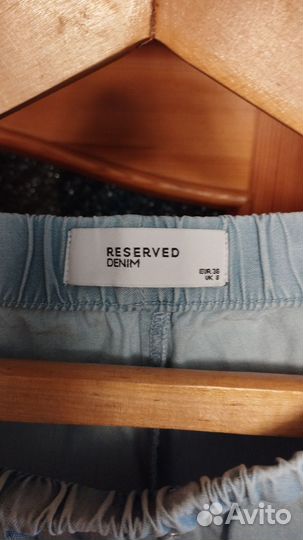 RESERVED
DENIM
EUR 36
UK 8
Avito